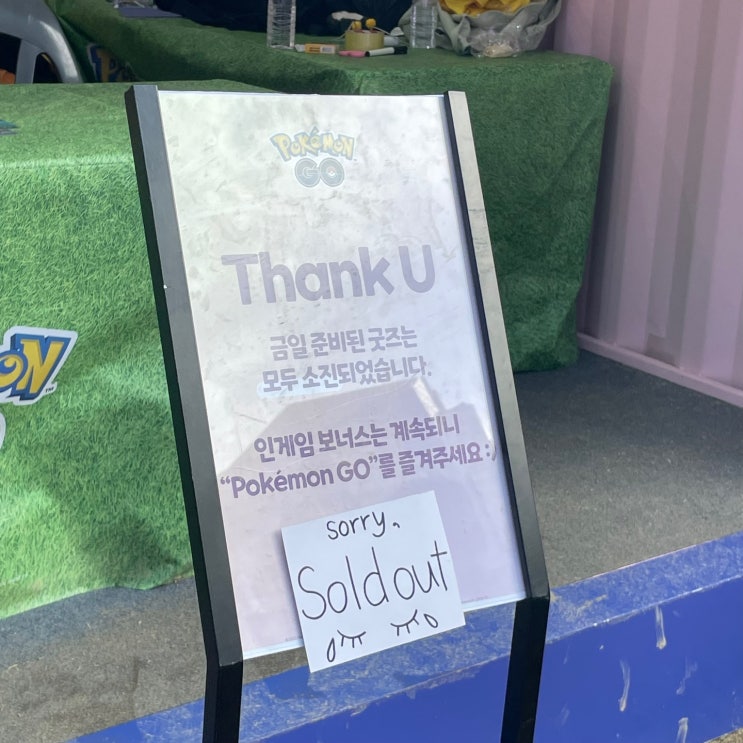 POKéMON
GO
Thank U
금일 준비된 굿즈는
모두 소진되었습니다.
인게임 보너스는 계속되니
“Pokémon GO”를 즐겨주세요 :)
sorry.
Sold out
ON
TM